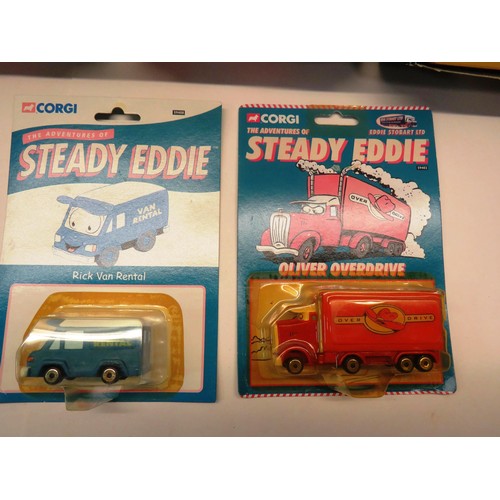 CORGI
THE ADVENTURES OF
STEADY EDDIE
VAN
RENTAL
Rick Van Rental
RENTAL
CORGI
THE ADVENTURES OF
EDDIE STOBART LTD
STEADY EDDIE
OVER
OLIVER OVERDRIVE
OVER DRIVE